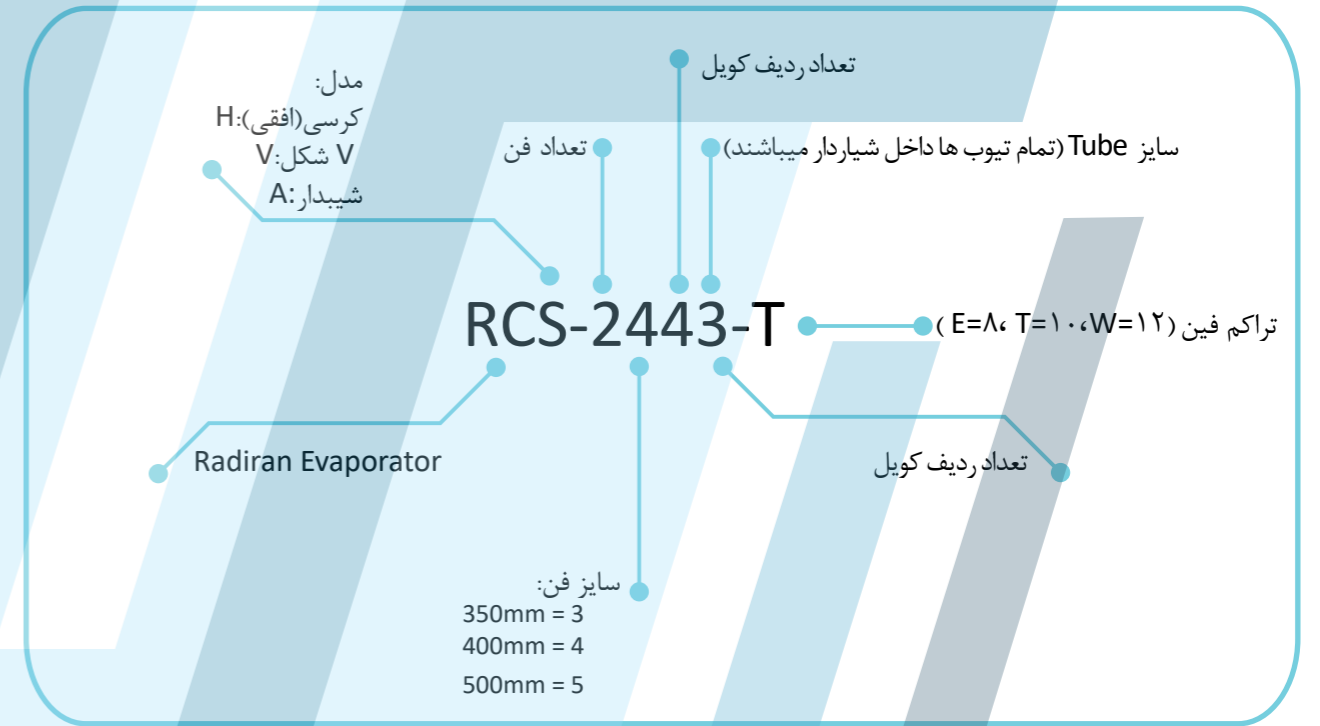 تعداد ردیف کویل
مدل:
کرسی(افقی):H
V شکل:V
شیبدار:A
تعداد فن
سایز Tube (تمام تیوب ها داخل شیاردار میباشند)
RCS-2443-T
تراکم فین (E=۸، T=۱۰،W=۱۲ )
Radiran Evaporator
تعداد ردیف کویل
سایز فن:
350mm = 3
400mm = 4
500mm = 5